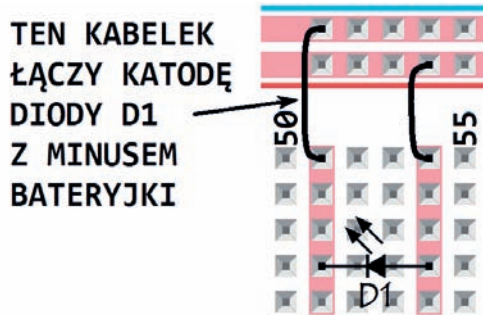 TEN KABELEK
ŁĄCZY KATODĘ
DIODY D1
Z MINUSEM
BATERYJKI
50
55
D1